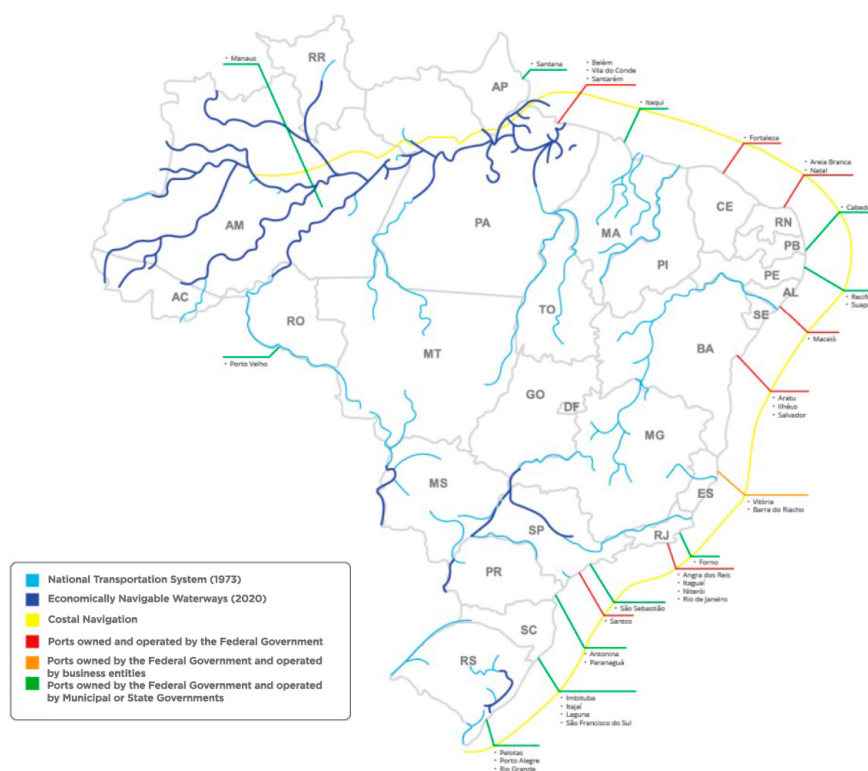 RR
• Manaus
AP
• Santana
• Belém
• Vila do Conde
• Santarém
• Itaqui
• Fortaleza
• Areia Branca
• Natal
AM
PA
MA
CE
RN
• Cabede
PB
PI
PE
AL
SE
• Recife
• Suape
AC
RO
TO
• Maceió
MT
BA
• Porto Velho
GO
DF
• Aratu
• Ilhèus
• Salvador
MG
MS
ES
• Vitória
• Barra do Riacho
SP
RJ
• Forno
PR
• Angra dos Reis
• Itaguaí
• Niterói
• Rio de Janeiro
• São Sebastião
• Santos
SC
• Antonina
• Paranaguá
RS
• Imbituba
• Itajaí
• Laguna
• São Francisco do Sul
• Pelotas
• Porto Alegre
• Rio Grande
National Transportation System (1973)
Economically Navigable Waterways (2020)
Costal Navigation
Ports owned and operated by the Federal Government
Ports owned by the Federal Government and operated
by business entities
Ports owned by the Federal Government and operated
by Municipal or State Governments